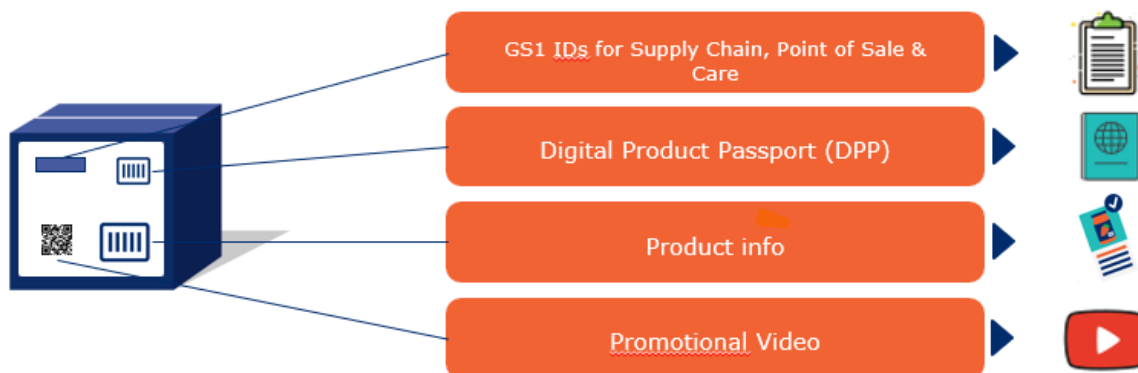 GS1 IDs for Supply Chain, Point of Sale &
Care
Digital Product Passport (DPP)
Product info
Promotional Video